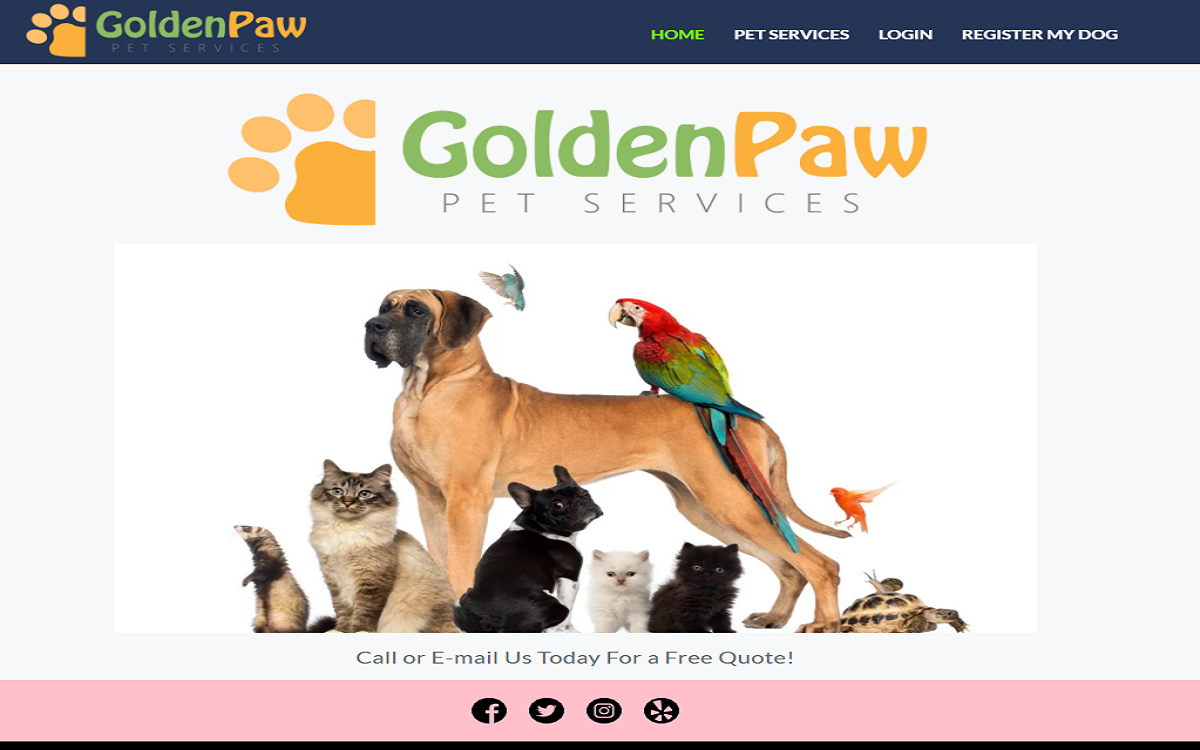 GoldenPaw
PET SERVICES
HOME PET SERVICES LOGIN REGISTER MY DOG
GoldenPaw
PET SERVICES
Call or E-mail Us Today For a Free Quote!